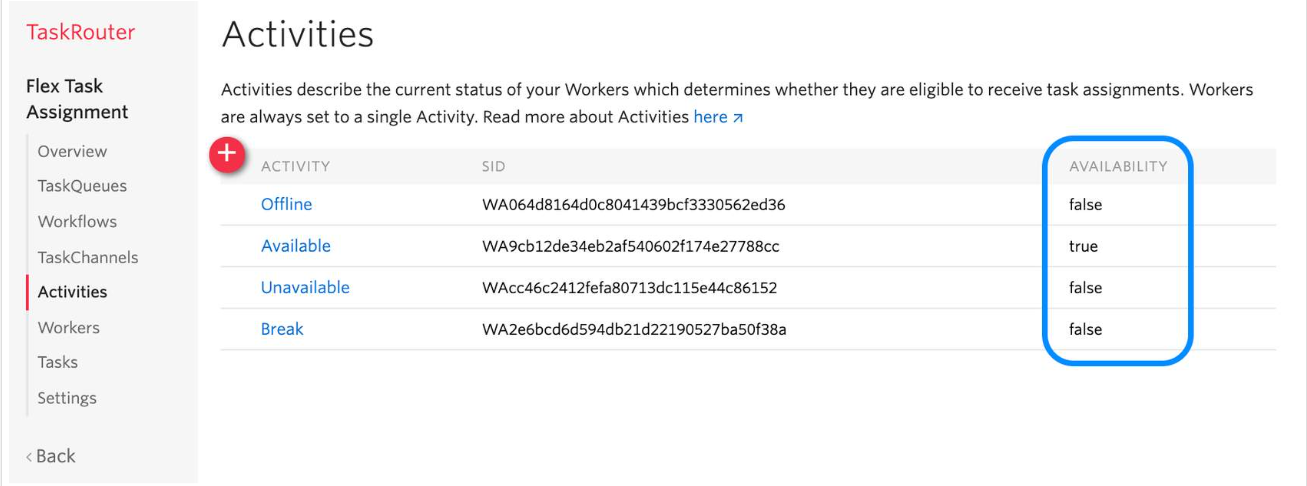 TaskRouter
Flex Task
Assignment
Overview
TaskQueues
Workflows
TaskChannels
Activities
Workers
Tasks
Settings
‹ Back
Activities
Activities describe the current status of your Workers which determines whether they are eligible to receive task assignments. Workers
are always set to a single Activity. Read more about Activities here ↗
+ ACTIVITY SID AVAILABILITY
Offline WA064d8164d0c8041439bcf3330562ed36 false
Available WA9cb12de34eb2af540602f174e27788cc true
Unavailable WAcc46c2412fefa80713dc115e44c86152 false
Break WA2e6bcd6d594db21d22190527ba50f38a false